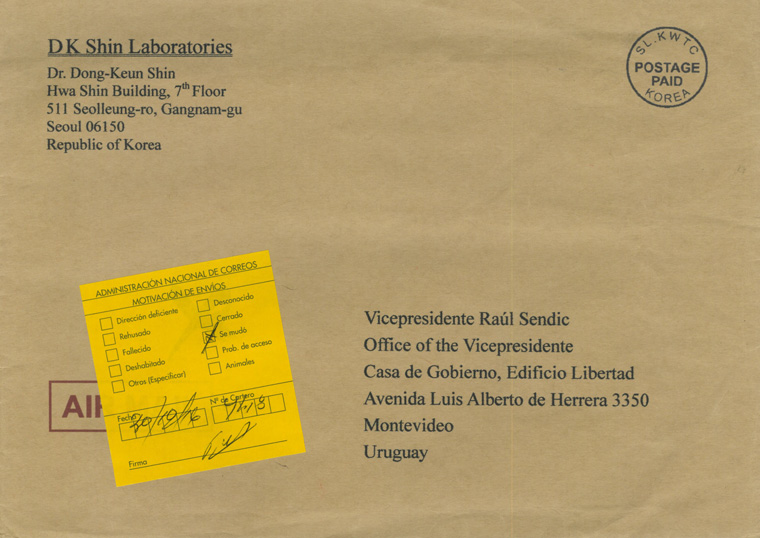 DK Shin Laboratories
Dr. Dong-Keun Shin
Hwa Shin Building, 7th Floor
511 Seolleung-ro, Gangnam-gu
Seoul 06150
Republic of Korea
SL.KWTC
POSTAGE
PAID
KOREA
ADMINISTRACIÓN NACIONAL DE CORREOS
MOTIVACIÓN DE ENVÍOS
Dirección deficiente
Rehusado
Fallecido
Deshabitado
Otros (Especificar)
Desconocido
Cerrado
Se mudó
Prob. de acceso
Animales
Fecha
Nº de Cartero
Firma
AIR
Vicepresidente Raúl Sendic
Office of the Vicepresidente
Casa de Gobierno, Edificio Libertad
Avenida Luis Alberto de Herrera 3350
Montevideo
Uruguay